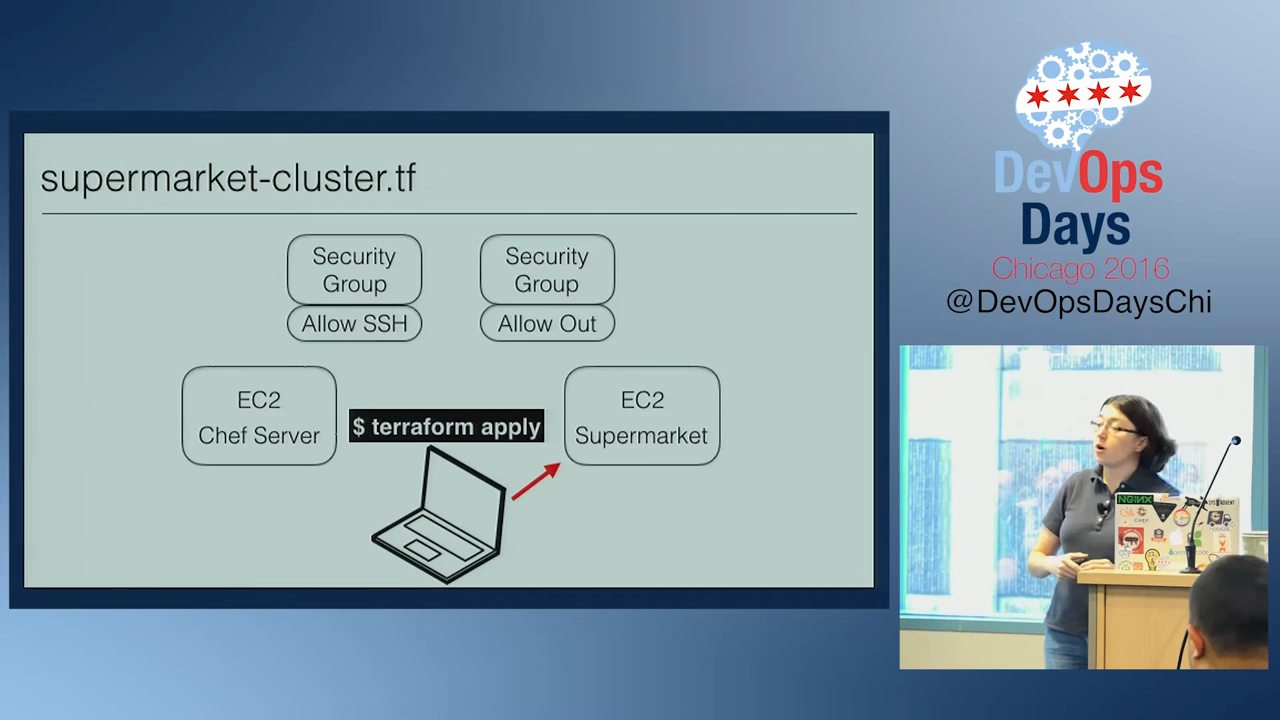 supermarket-cluster.tf
Security
Group
Allow SSH
Security
Group
Allow Out
EC2
Chef Server
$ terraform apply
EC2
Supermarket
DevOps
Days
Chicago 2016
@DevOpsDaysChi
NGINX
CHEF